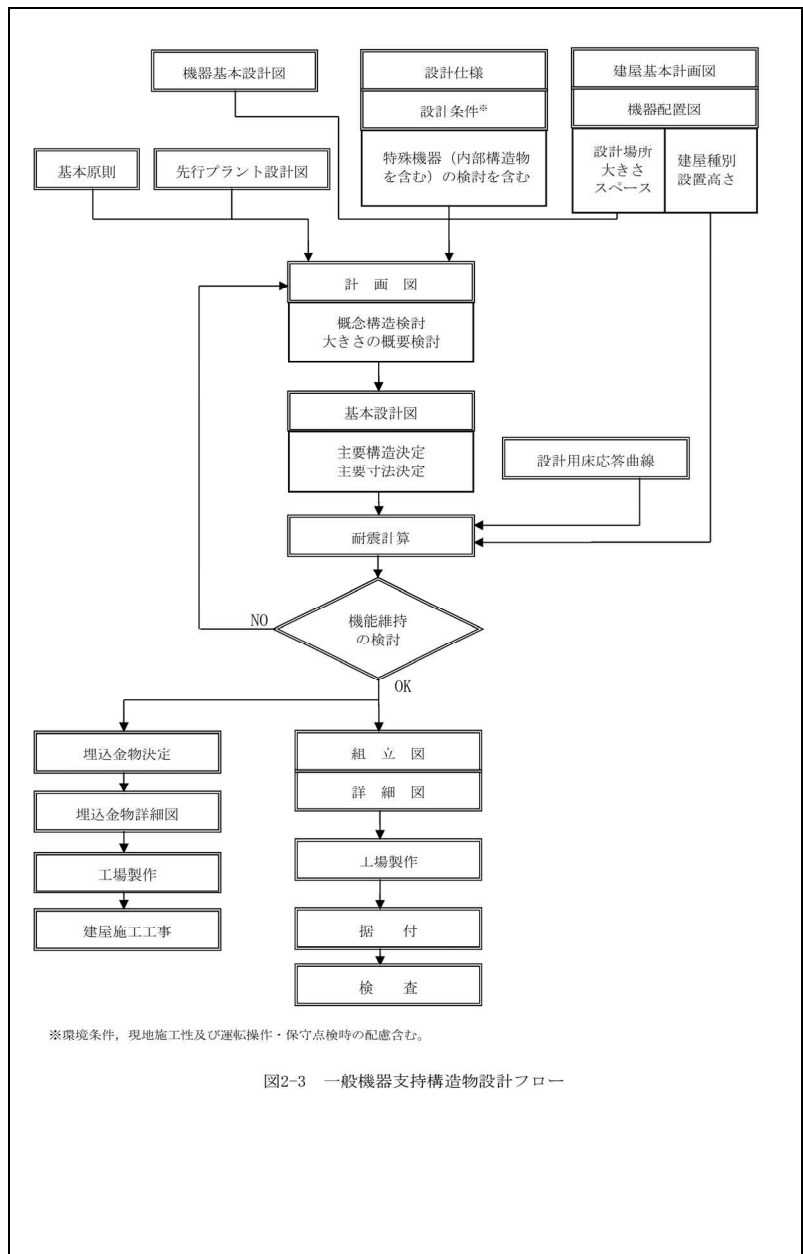 機器基本設計図
設計仕様
設計条件※
特殊機器（内部構造物
を含む）の検討を含む
建屋基本計画図
機器配置図
設計場所
大きさ
スペース
建屋種別
設置高さ
基本原則
先行プラント設計図
計　画　図
概念構造検討
大きさの概要検討
基本設計図
主要構造決定
主要寸法決定
設計用床応答曲線
耐震計算
機能維持
の検討
NO
OK
埋込金物決定
埋込金物詳細図
工場製作
建屋施工工事
組　立　図
詳　細　図
工場製作
据　　付
検　　査
※環境条件，現地施工性及び運転操作・保守点検時の配慮含む。
図2-3　一般機器支持構造物設計フロー